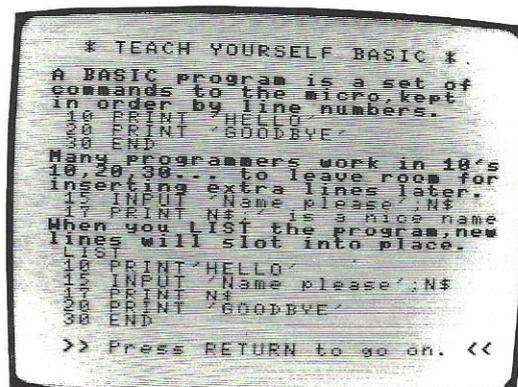 * TEACH YOURSELF BASIC *
A BASIC program is a set of
commands to the micro,kept
in order by line numbers.
10 PRINT 'HELLO'
20 PRINT 'GOODBYE'
30 END
Many programmers work in 10's
10,20,30... to leave room for
inserting extra lines later.
15 INPUT 'Name please';N$
17 PRINT N$;' is a nice name
When you LIST the program,new
lines will slot into place.
LIST
10 PRINT'HELLO'
15 INPUT 'Name please';N$
17 PRINT N$
20 PRINT 'GOODBYE'
30 END
>> Press RETURN to go on. <<